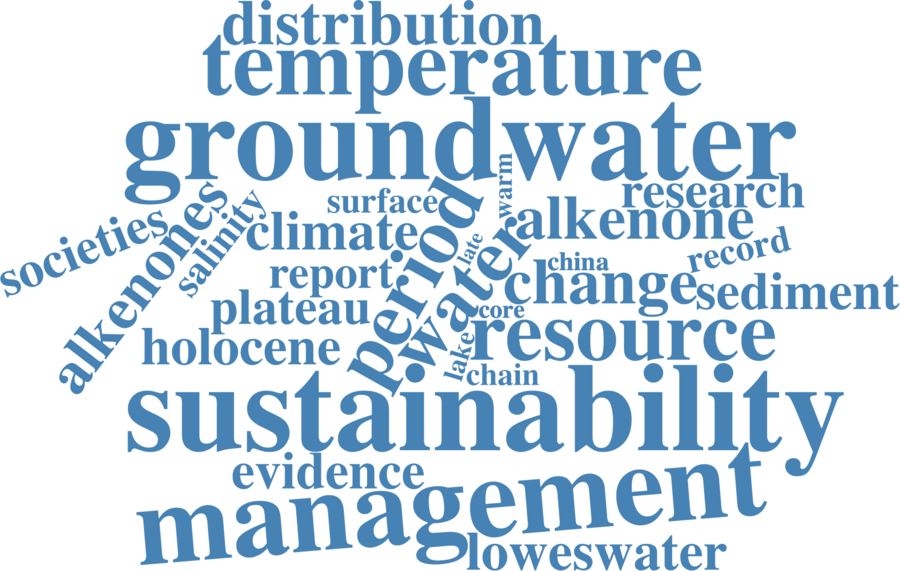 distribution
temperature
groundwater
warm
research
surface
alkenone
societies
alkenones
salinity
climate
period
water
late
record
report
china
change
sediment
plateau
core
resource
holocene
lake
chain
sustainability
evidence
management
loweswater